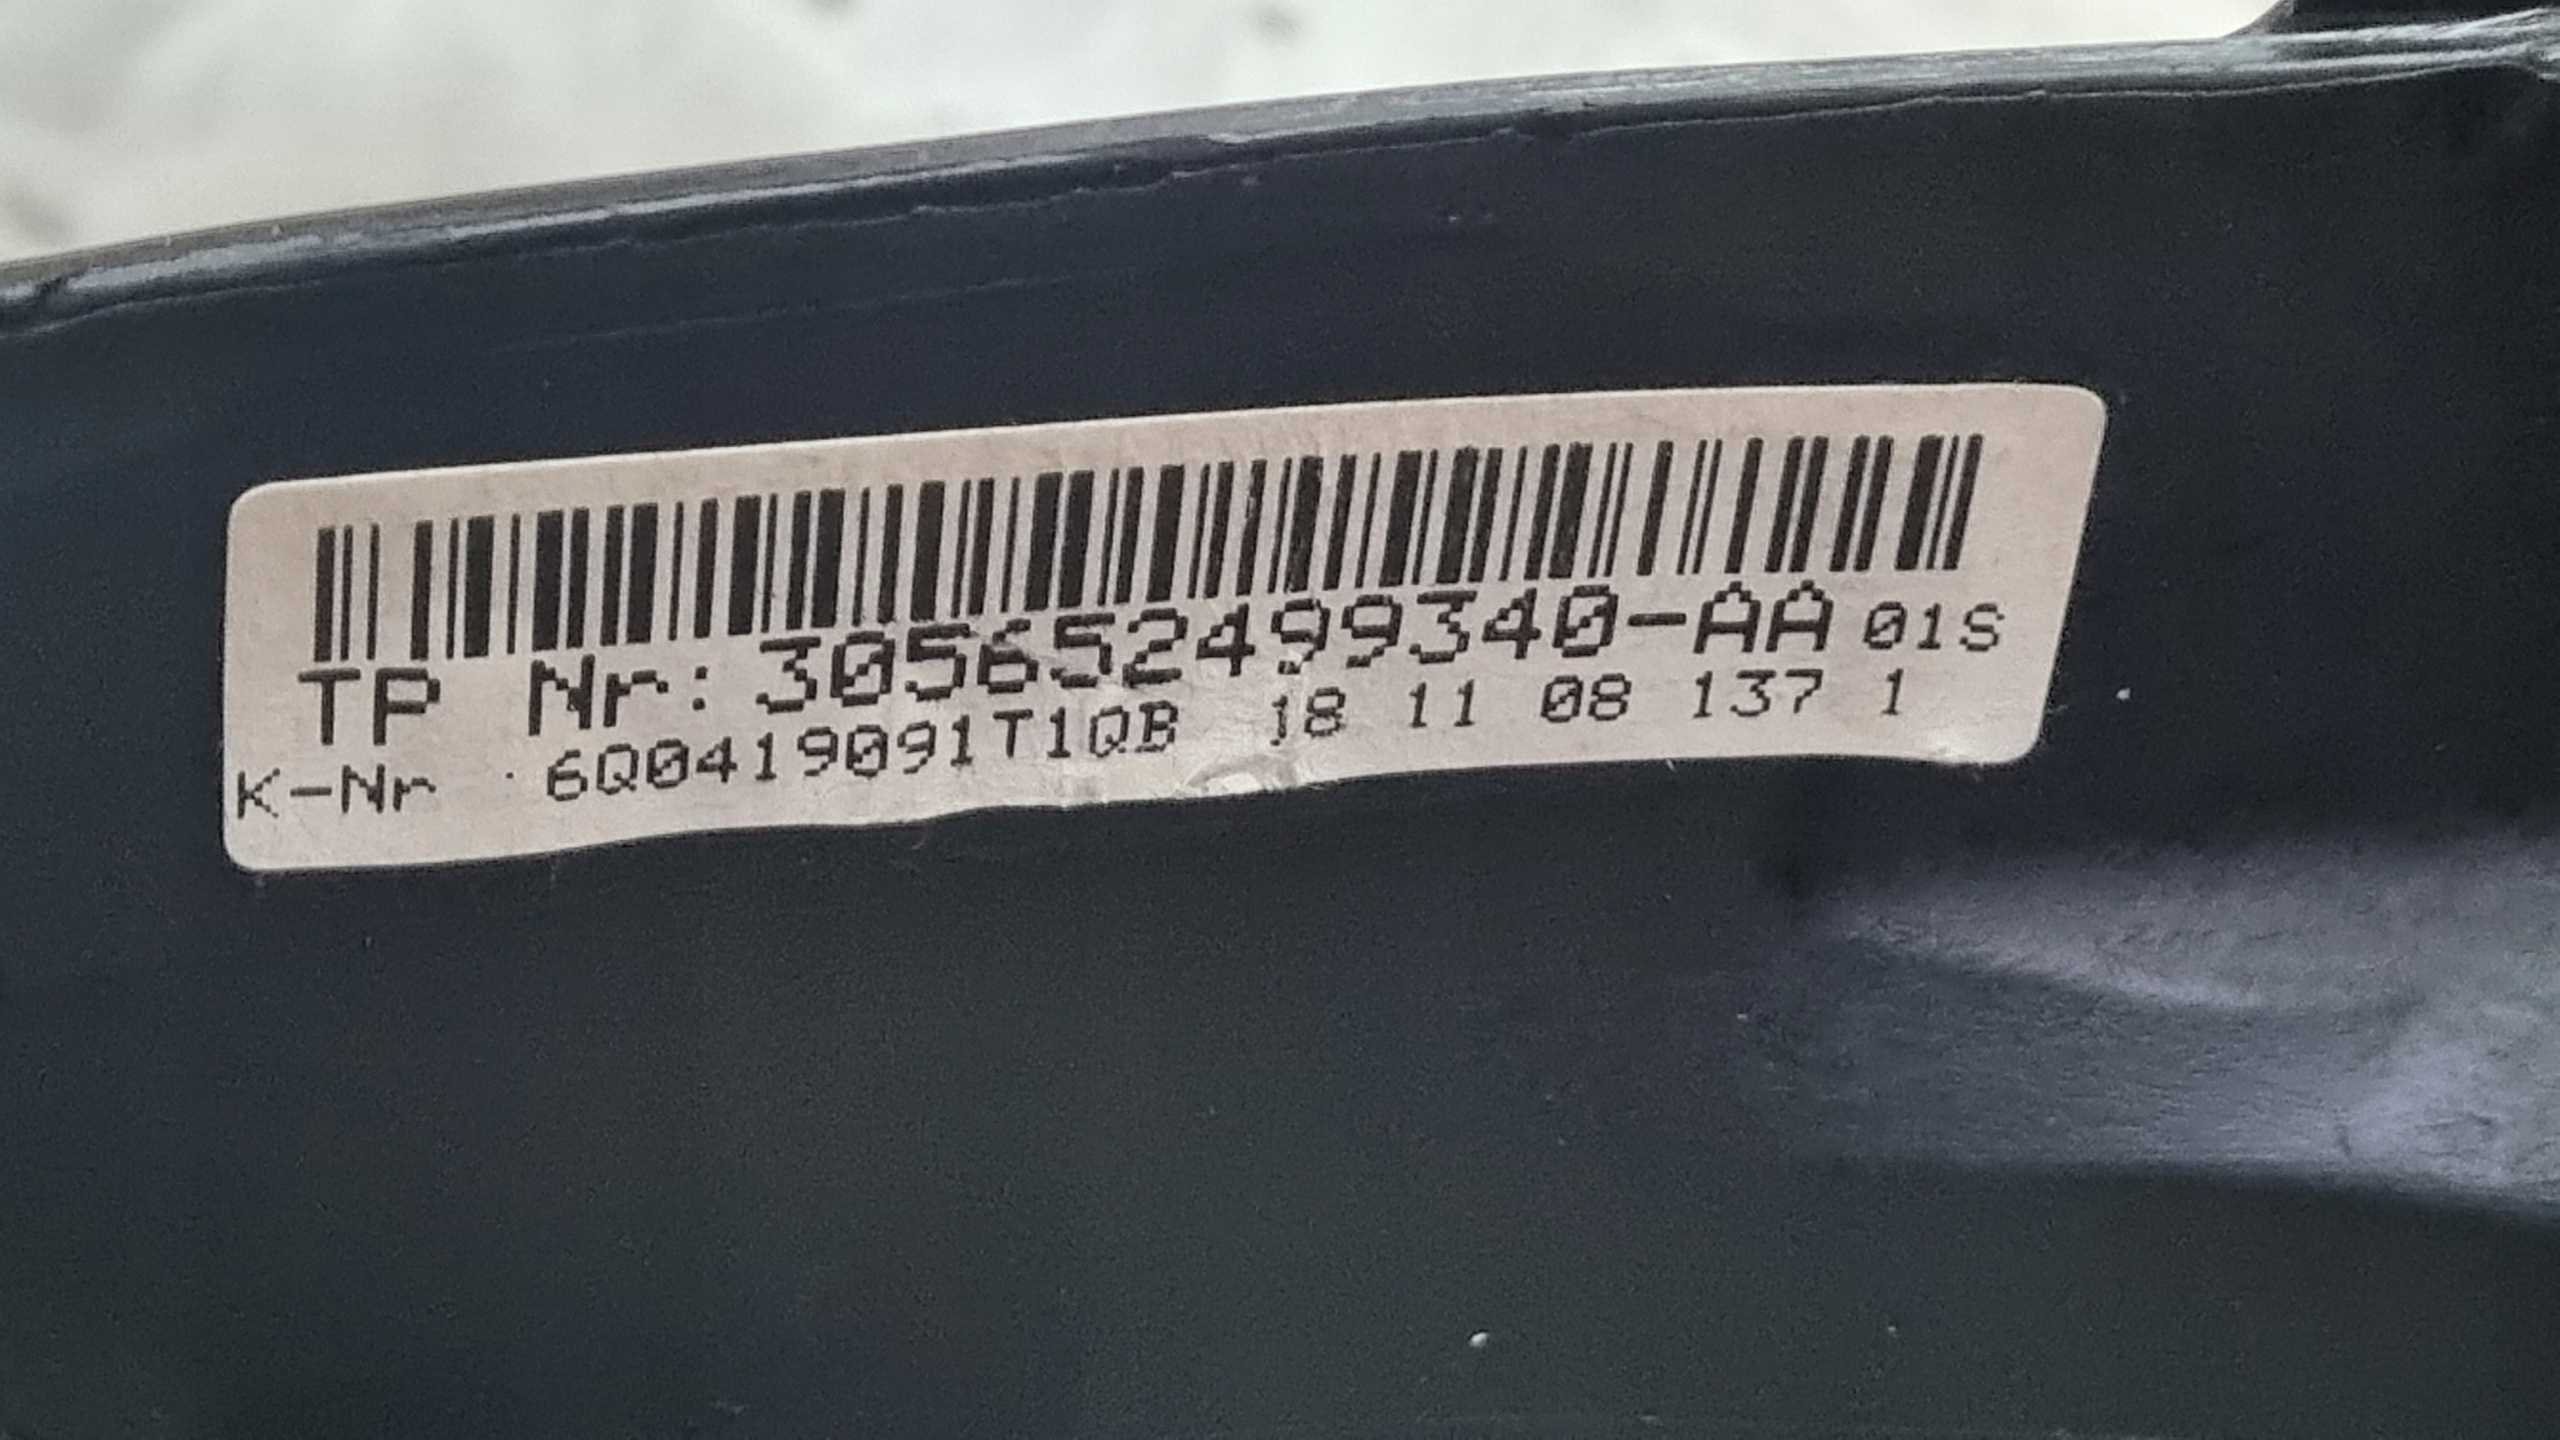 TP Nr: 305652499340-AA 01S
K-Nr 6Q0419091T1QB 18 11 08 137 1